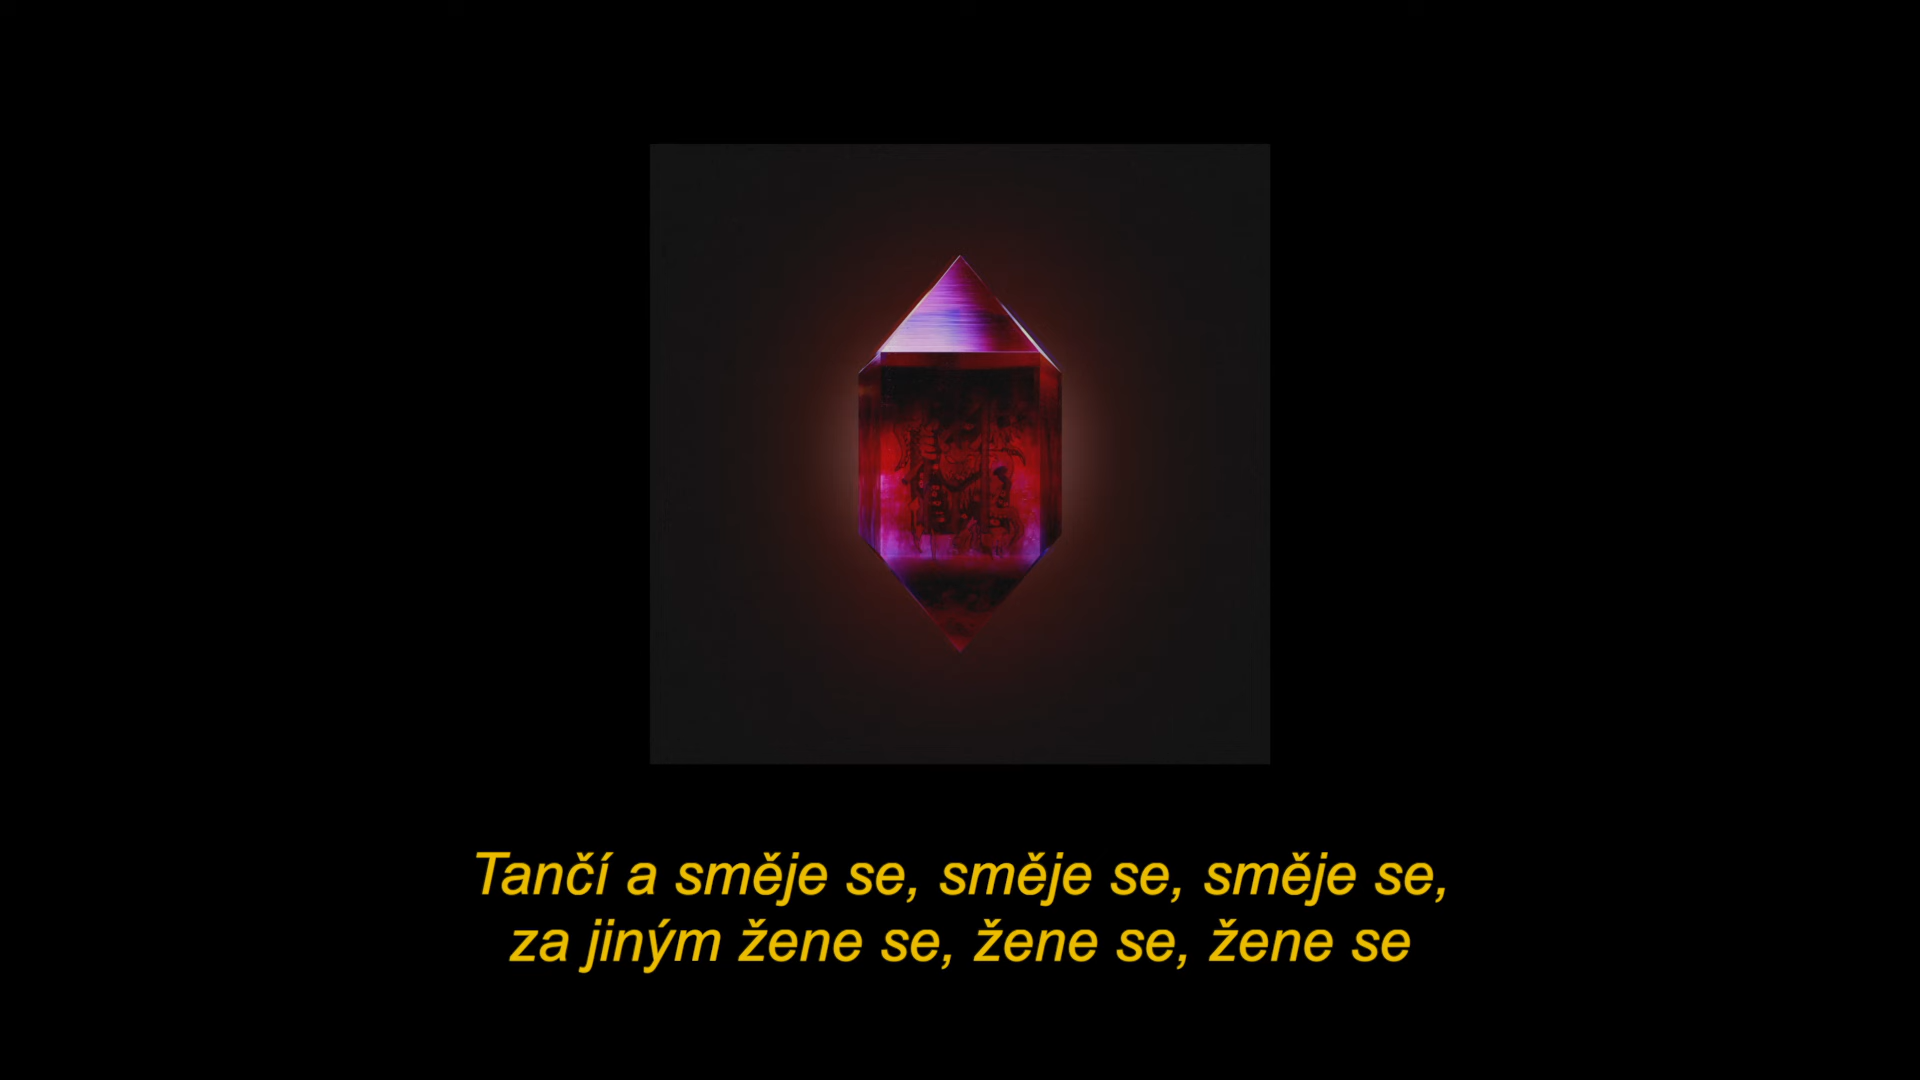 Tančí a směje se, směje se, směje se,
za jiným žene se, žene se, žene se